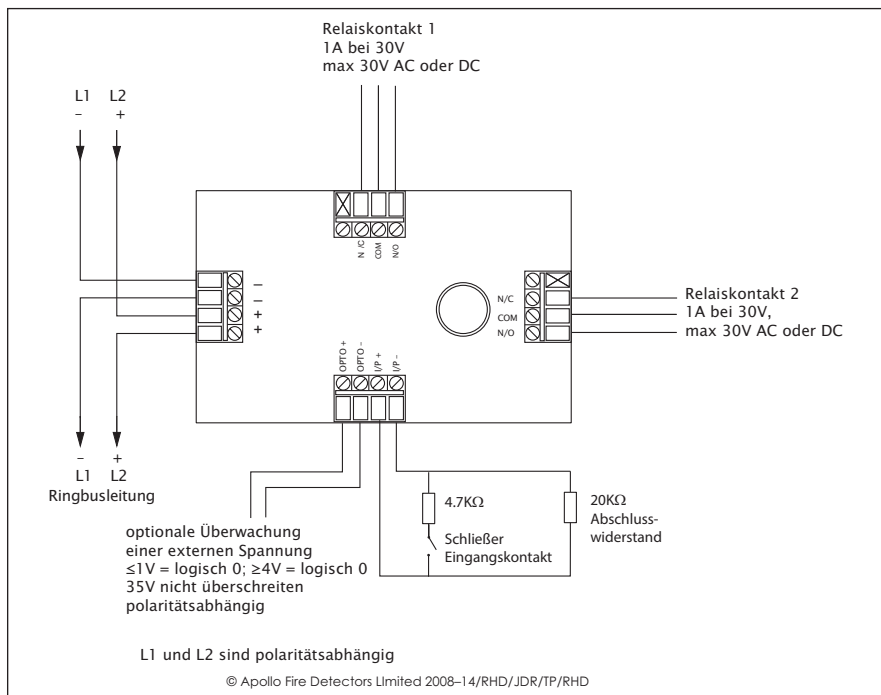 Relaiskontakt 1
1A bei 30V
max 30V AC oder DC
L1 L2
– +
N/C
COM
N/O
–
–
+
+
N/C
COM
N/O
Relaiskontakt 2
1A bei 30V,
max 30V AC oder DC
OPTO +
OPTO –
I/P +
I/P –
– +
L1 L2
Ringbusleitung
4.7KΩ
Schließer
Eingangskontakt
20KΩ
Abschluss-
widerstand
optionale Überwachung
einer externen Spannung
≤1V = logisch 0; ≥4V = logisch 0
35V nicht überschreiten
polaritätsabhängig
L1 und L2 sind polaritätsabhängig
© Apollo Fire Detectors LImited 2008–14/RHD/JDR/TP/RHD